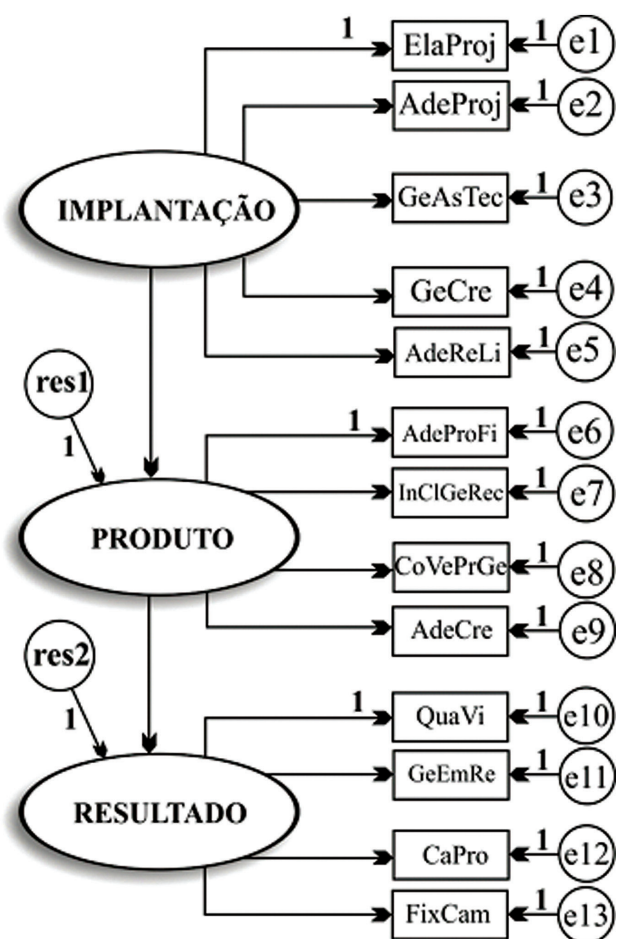 1 ElaProj 1 e1
AdeProj 1 e2
IMPLANTAÇÃO GeAsTec 1 e3
GeCre 1 e4
AdeReLi 1 e5
res1
1
1 AdeProFi 1 e6
InClGeRec 1 e7
PRODUTO
CoVePrGe 1 e8
AdeCre 1 e9
res2
1
1 QuaVi 1 e10
GeEmRe 1 e11
RESULTADO
CaPro 1 e12
FixCam 1 e13